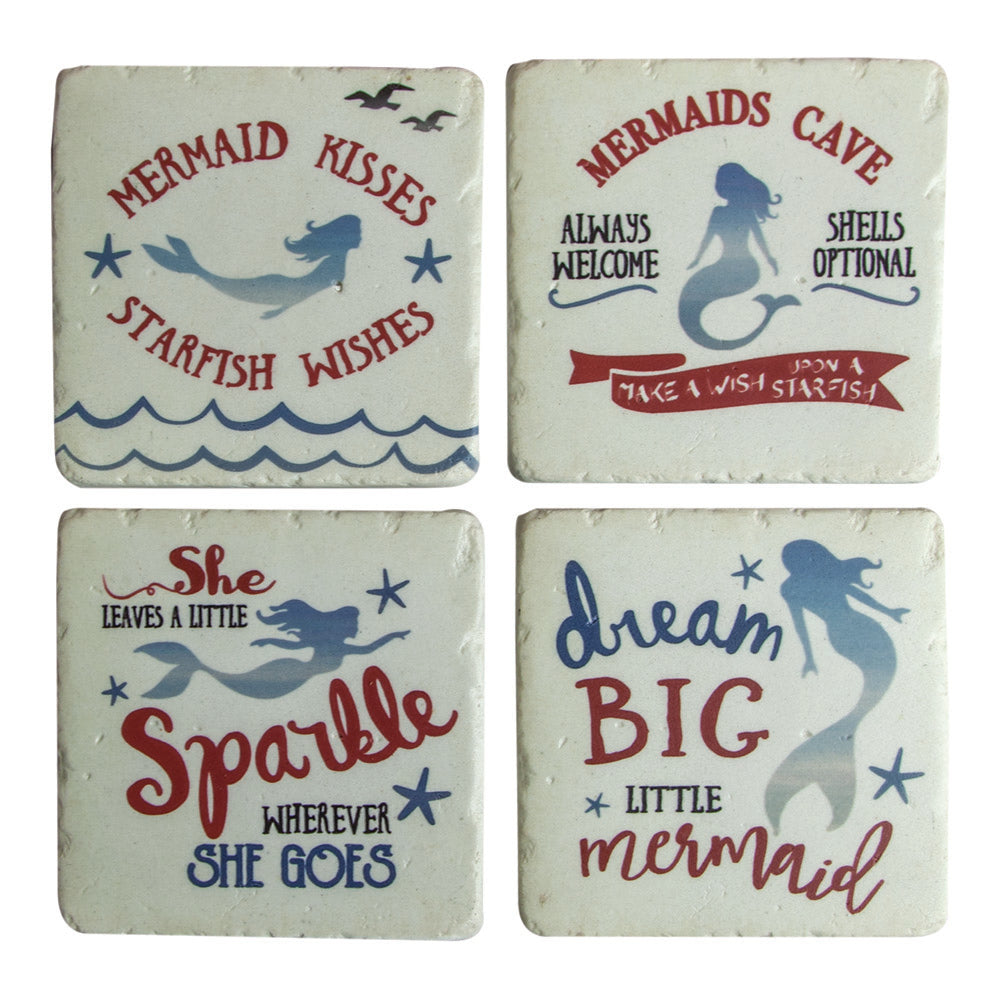 MERMAID KISSES
STARFISH WISHES
MERMAIDS CAVE
ALWAYS
WELCOME
SHELLS
OPTIONAL
MAKE A WISH UPON A
STARFISH
She
LEAVES A LITTLE
Sparkle
WHEREVER
SHE GOES
dream
BIG
LITTLE
mermaid